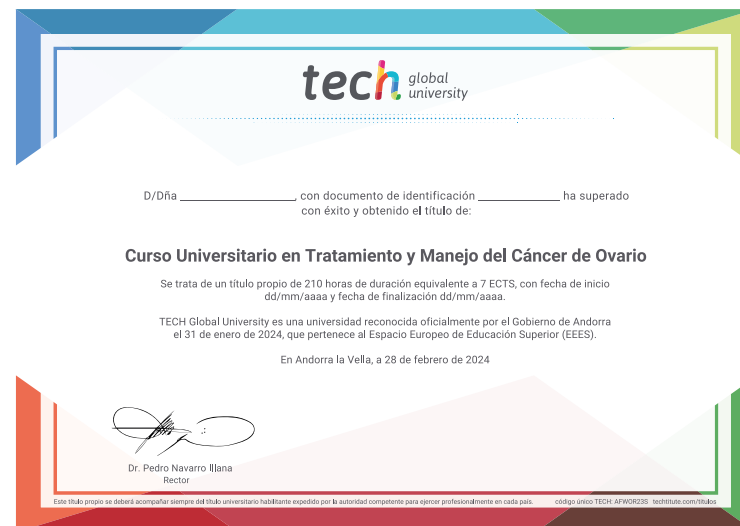 tech global university
D/Dña ______________, con documento de identificación __________ ha superado
con éxito y obtenido el título de:
Curso Universitario en Tratamiento y Manejo del Cáncer de Ovario
Se trata de un título propio de 210 horas de duración equivalente a 7 ECTS, con fecha de inicio
dd/mm/aaaa y fecha de finalización dd/mm/aaaa.
TECH Global University es una universidad reconocida oficialmente por el Gobierno de Andorra
el 31 de enero de 2024, que pertenece al Espacio Europeo de Educación Superior (EEES).
En Andorra la Vella, a 28 de febrero de 2024
Dr. Pedro Navarro Illana
Rector
Este título propio se deberá acompañar siempre del título universitario habilitante expedido por la autoridad competente para ejercer profesionalmente en cada país. código único TECH: AFWOR23S techtitute.com/titulos